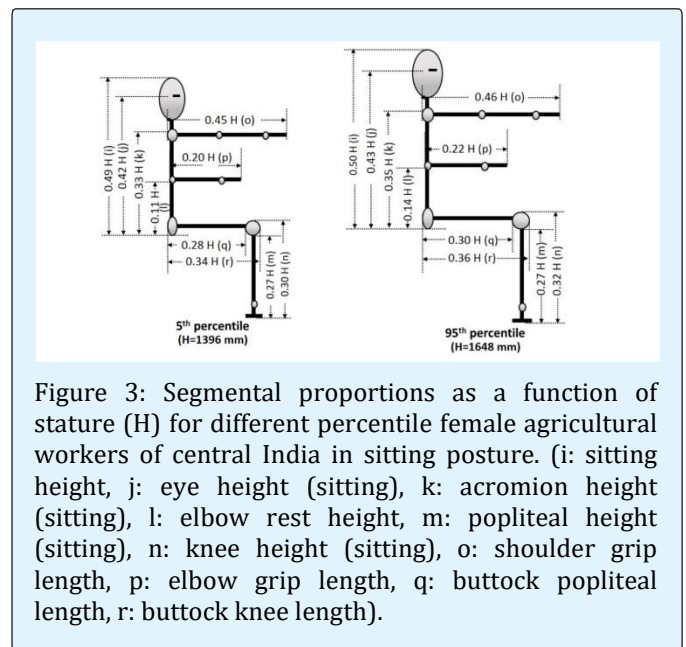 0.45 H (o)
0.20 H (p)
0.49 H (i)
0.42 H (j)
0.33 H (k)
0.11 H
(l)
0.28 H (q)
0.34 H (r)
0.27 H (m)
0.30 H (n)
5th percentile
(H=1396 mm)
0.46 H (o)
0.22 H (p)
0.50 H (i)
0.43 H (j)
0.35 H (k)
0.14 H (l)
0.30 H (q)
0.36 H (r)
0.27 H (m)
0.32 H (n)
95th percentile
(H=1648 mm)
Figure 3: Segmental proportions as a function of
stature (H) for different percentile female agricultural
workers of central India in sitting posture. (i: sitting
height, j: eye height (sitting), k: acromion height
(sitting), l: elbow rest height, m: popliteal height
(sitting), n: knee height (sitting), o: shoulder grip
length, p: elbow grip length, q: buttock popliteal
length, r: buttock knee length).